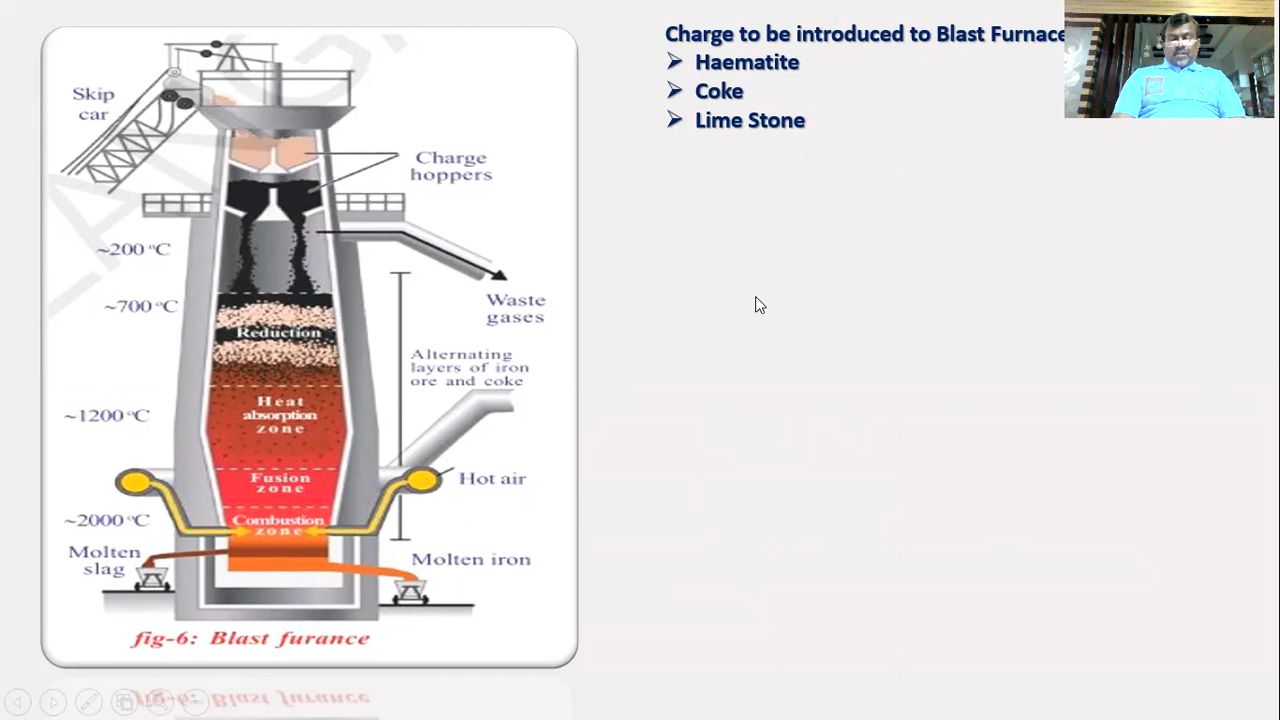 Charge to be introduced to Blast Furnace
Haematite
Coke
Lime Stone
Skip
car
Charge
hoppers
~200 °C
~700 °C
Waste
gases
Reduction
Alternating
layers of iron
ore and coke
Heat
absorption
zone
~1200 °C
Fusion
zone
Hot air
~2000 °C
Combustion
zone
Molten
slag
Molten iron
fig-6: Blast furance